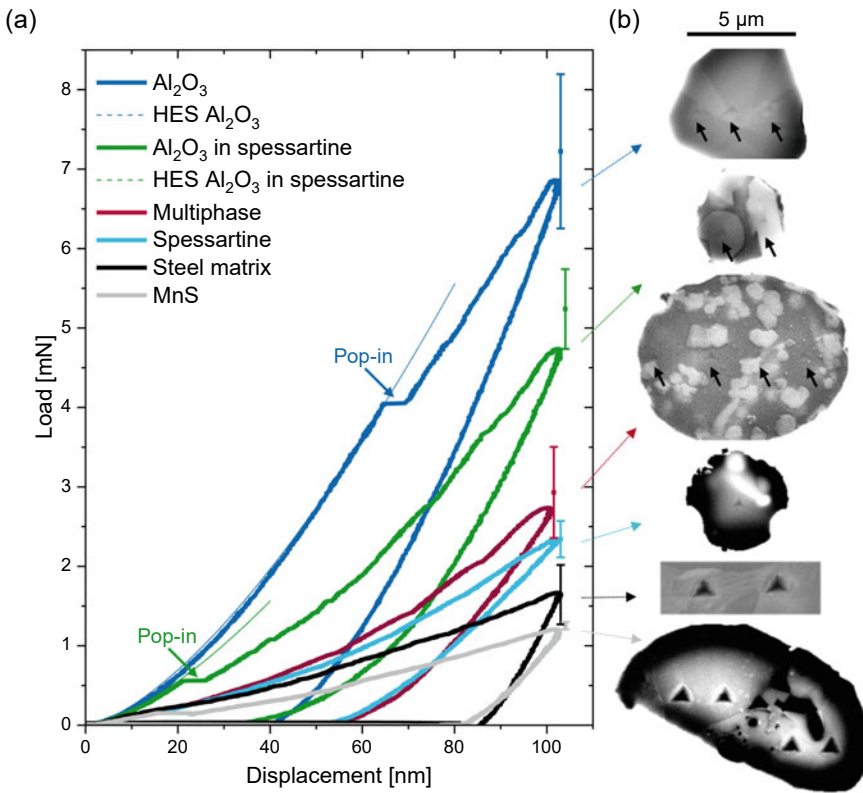 (a)
(b)
5 µm
Al₂O₃
HES Al₂O₃
Al₂O₃ in spessartine
HES Al₂O₃ in spessartine
Multiphase
Spessartine
Steel matrix
MnS
Pop-in
Pop-in
Load [mN]
8
7
6
5
4
3
2
1
0
0 20 40 60 80 100
Displacement [nm]